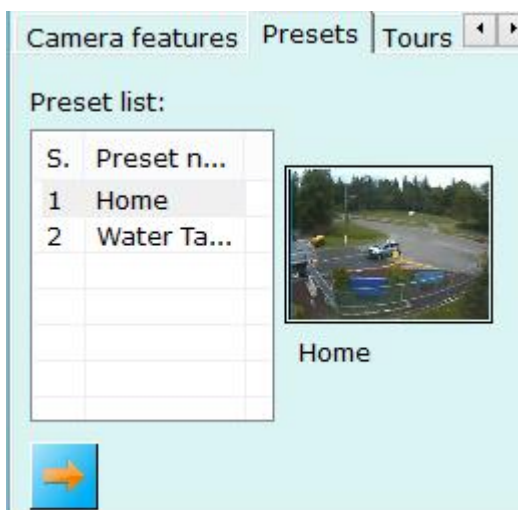 Camera features Presets Tours
Preset list:
S. Preset n...
1 Home
2 Water Ta...
Home